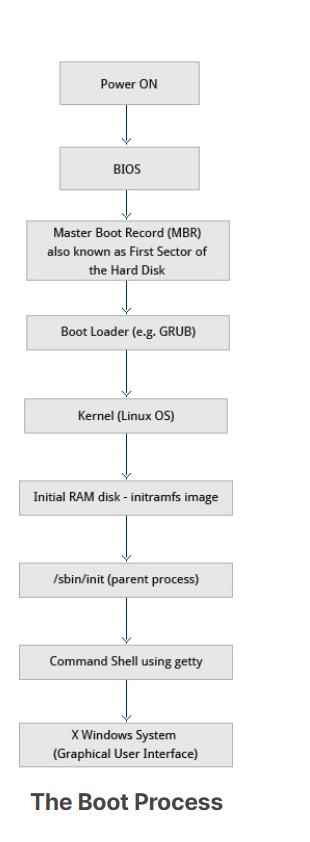 Power ON
BIOS
Master Boot Record (MBR)
also known as First Sector of
the Hard Disk
Boot Loader (e.g. GRUB)
Kernel (Linux OS)
Initial RAM disk - initramfs image
/sbin/init (parent process)
Command Shell using getty
X Windows System
(Graphical User Interface)
The Boot Process